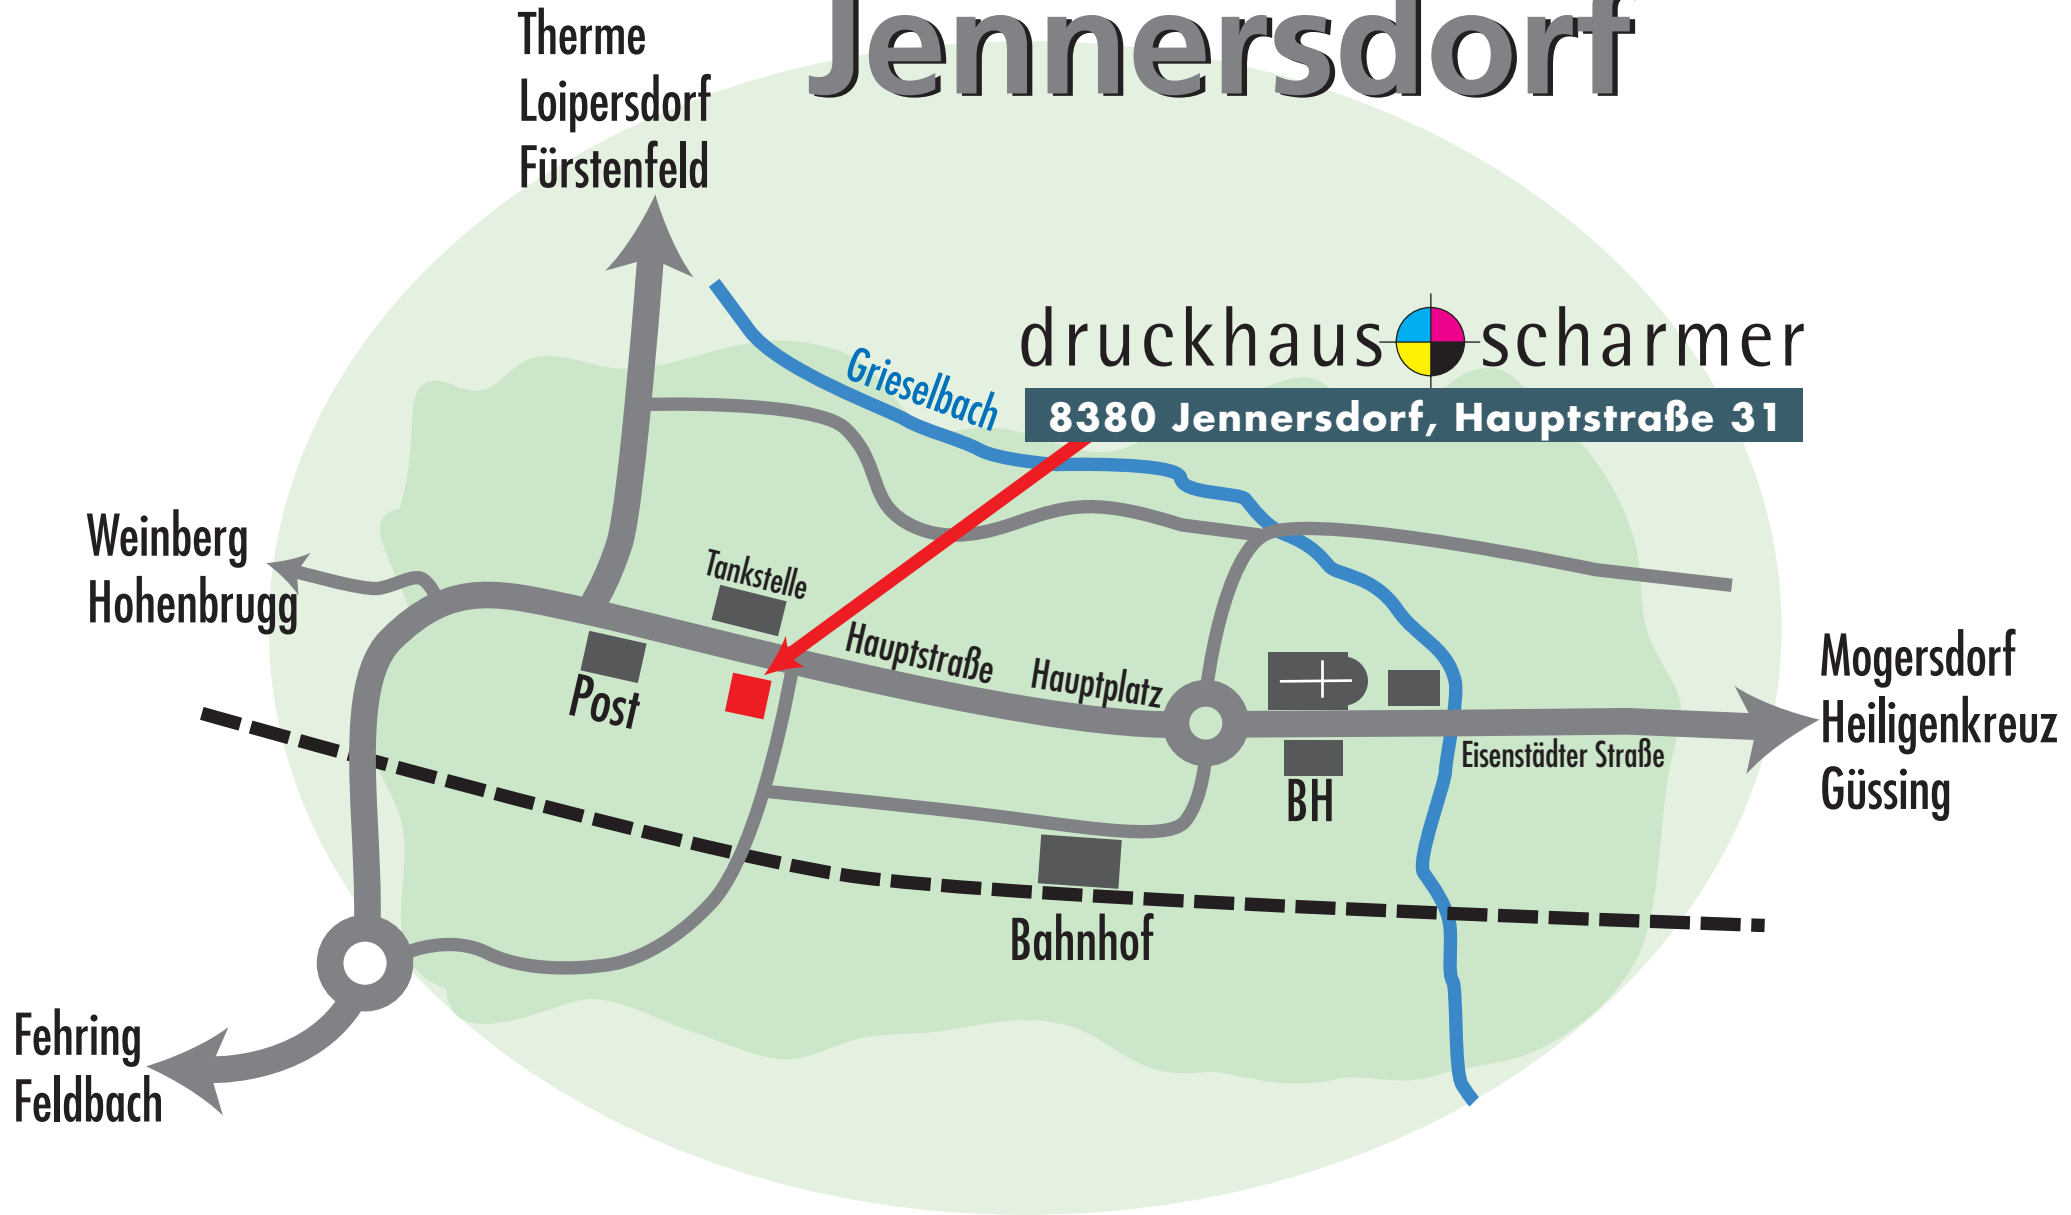 Jennersdorf
Therme
Loipersdorf
Fürstenfeld
druckhaus scharmer
8380 Jennersdorf, Hauptstraße 31
Grieselbach
Weinberg
Hohenbrugg
Tankstelle
Post
Hauptstraße
Hauptplatz
Mogersdorf
Heiligenkreuz
Güssing
Eisenstädter Straße
BH
Bahnhof
Fehring
Feldbach